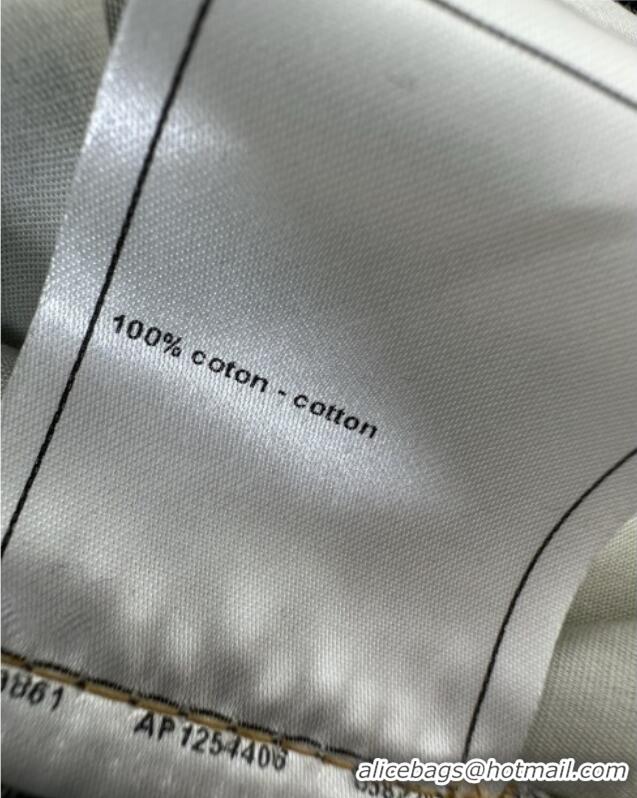 100% coton - cotton
AP1254406
alicebags@hotmail.com